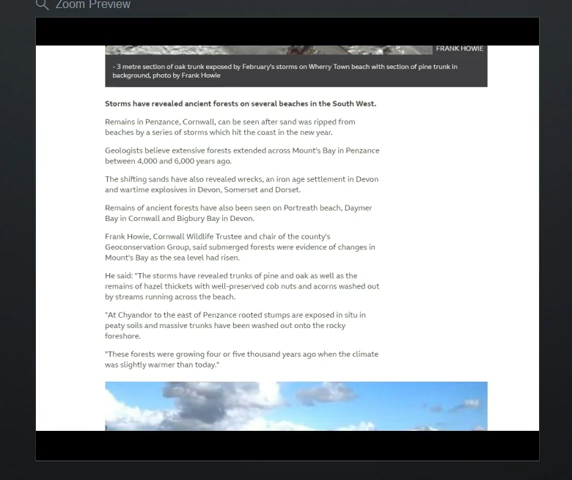 Zoom Preview
FRANK HOWIE
- 3 metre section of oak trunk exposed by February's storms on Wherry Town beach with section of pine trunk in
background, photo by Frank Howie
Storms have revealed ancient forests on several beaches in the South West.
Remains in Penzance, Cornwall, can be seen after sand was ripped from
beaches by a series of storms which hit the coast in the new year.
Geologists believe extensive forests extended across Mount's Bay in Penzance
between 4,000 and 6,000 years ago.
The shifting sands have also revealed wrecks, an iron age settlement in Devon
and wartime explosives in Devon, Somerset and Dorset.
Remains of ancient forests have also been seen on Portreath beach, Daymer
Bay in Cornwall and Bigbury Bay in Devon.
Frank Howie, Cornwall Wildlife Trustee and chair of the county's
Geoconservation Group, said submerged forests were evidence of changes in
Mount's Bay as the sea level had risen.
He said: "The storms have revealed trunks of pine and oak as well as the
remains of hazel thickets with well-preserved cob nuts and acorns washed out
by streams running across the beach.
"At Chyandor to the east of Penzance rooted stumps are exposed in situ in
peaty soils and massive trunks have been washed out onto the rocky
foreshore.
"These forests were growing four or five thousand years ago when the climate
was slightly warmer than today."